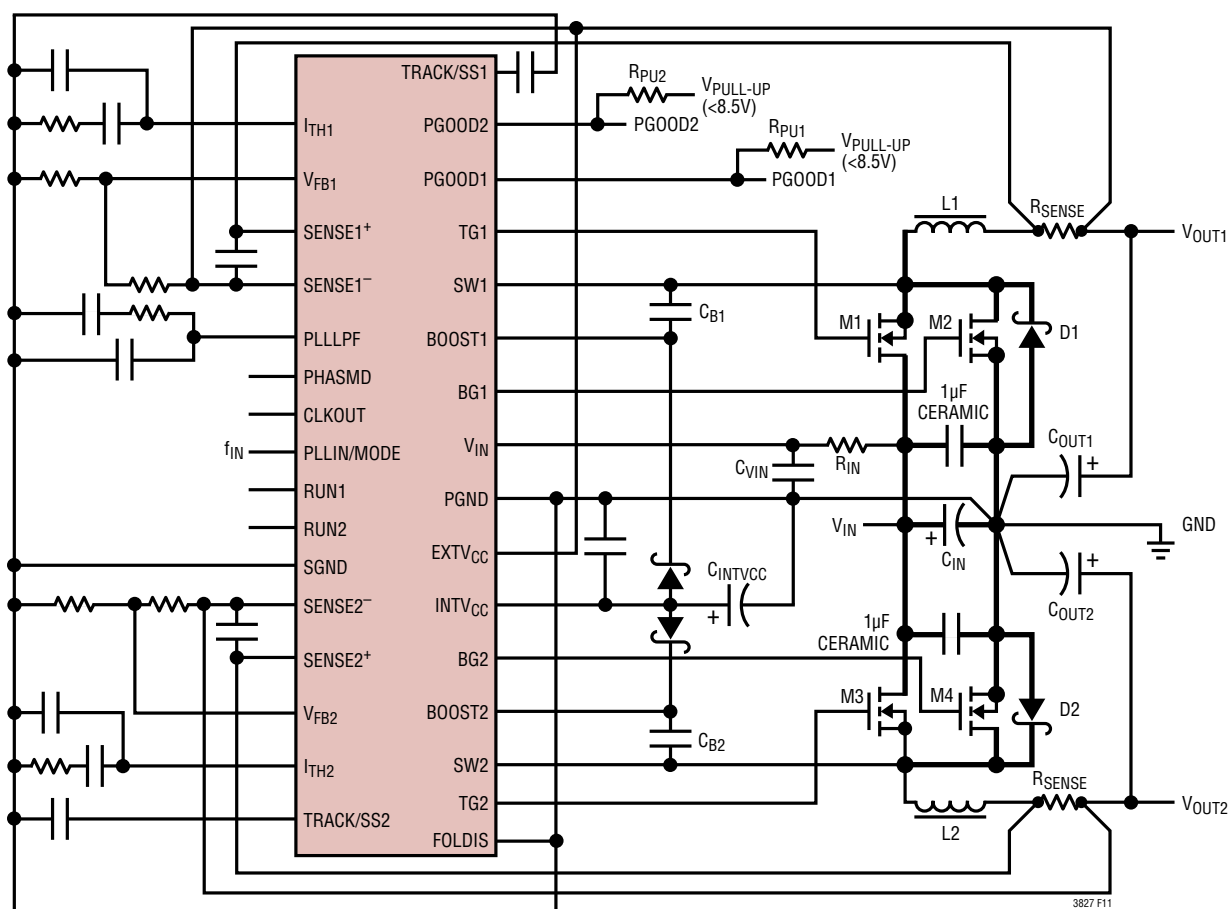 TRACK/SS1
RPU2
VPULL-UP
(<8.5V)
PGOOD2
PGOOD2
RPU1
VPULL-UP
(<8.5V)
PGOOD1
PGOOD1
ITH1
VFB1
SENSE1+
SENSE1–
PLLLPF
PHASMD
CLKOUT
fIN
PLLIN/MODE
RUN1
RUN2
SGND
SENSE2–
SENSE2+
VFB2
ITH2
TRACK/SS2
TG1
SW1
BOOST1
BG1
VIN
PGND
EXTVCC
INTVCC
BG2
BOOST2
SW2
TG2
FOLDIS
L1
RSENSE
VOUT1
CB1
M1
M2
D1
1µF
CERAMIC
RIN
CVIN
COUT1
+
VIN
+
CIN
GND
+
COUT2
CINTVCC
+
1µF
CERAMIC
M3
M4
D2
CB2
RSENSE
L2
VOUT2
3827 F11